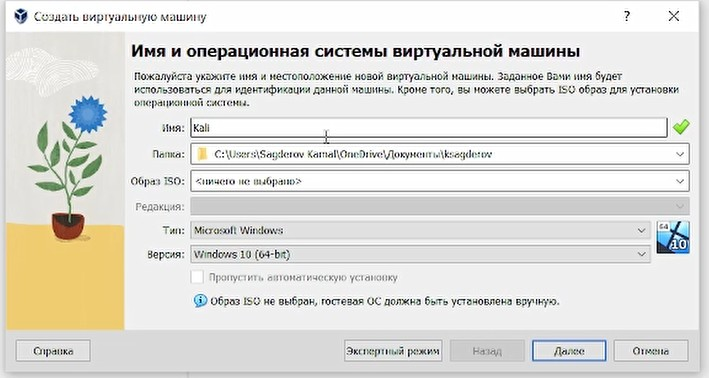 Создать виртуальную машину
Имя и операционная системы виртуальной машины
Пожалуйста укажите имя и местоположение новой виртуальной машины. Заданное Вами имя будет
использоваться для идентификации данной машины. Кроме того, вы можете выбрать ISO образ для установки
операционной системы.
Имя: Kali
Папка: C:\Users\Sagderov Kamal\OneDrive\Документы\ksagderov
Образ ISO: <ничего не выбрано>
Редакция:
Тип: Microsoft Windows
64
Версия: Windows 10 (64-bit)
10
Пропустить автоматическую установку
Образ ISO не выбран, гостевая ОС должна быть установлена вручную.
Справка Экспертный режим Назад Далее Отмена